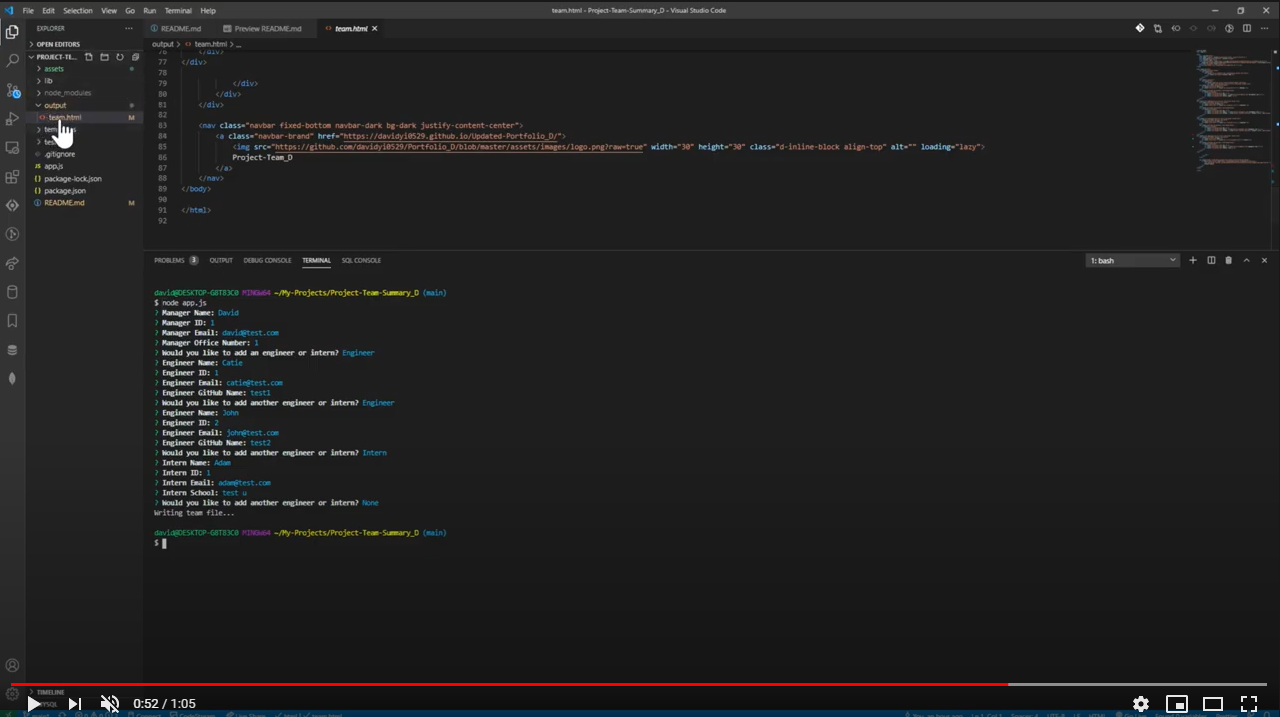 File Edit Selection View Go Run Terminal Help
team.html - Project-Team-Summary_D - Visual Studio Code
EXPLORER
README.md
Preview README.md
team.html
OPEN EDITORS
output > team.html > ...
PROJECT-TE...
assets
lib
node_modules
output
team.html M
.gitignore
app.js
package-lock.json
package.json
README.md M
76 </div>
77 </div>
78
79 </div>
80 </div>
81 </div>
82
83 <nav class="navbar fixed-bottom navbar-dark bg-dark justify-content-center">
84 <a class="navbar-brand" href="https://davidyi0529.github.io/Updated-Portfolio_D/">
85 <img src="https://github.com/davidyi0529/Portfolio_D/blob/master/assets/images/logo.png?raw=true" width="30" height="30" class="d-inline-block align-top" alt="" loading="lazy">
86 Project-Team_D
87 </a>
88 </nav>
89 </body>
90
91 </html>
92
PROBLEMS 3 OUTPUT DEBUG CONSOLE TERMINAL SQL CONSOLE
1: bash
david@DESKTOP-G8T83C0 MINGW64 ~/My-Projects/Project-Team-Summary_D (main)
$ node app.js
? Manager Name: David
? Manager ID: 1
? Manager Email: david@test.com
? Manager Office Number: 1
? Would you like to add an engineer or intern? Engineer
? Engineer Name: Catie
? Engineer ID: 1
? Engineer Email: catie@test.com
? Engineer GitHub Name: test1
? Would you like to add another engineer or intern? Engineer
? Engineer Name: John
? Engineer ID: 2
? Engineer Email: john@test.com
? Engineer GitHub Name: test2
? Would you like to add another engineer or intern? Intern
? Intern Name: Adam
? Intern ID: 1
? Intern Email: adam@test.com
? Intern School: test u
? Would you like to add another engineer or intern? None
Writing team file...
david@DESKTOP-G8T83C0 MINGW64 ~/My-Projects/Project-Team-Summary_D (main)
$
TIMELINE
MYSQL
0:52 / 1:05